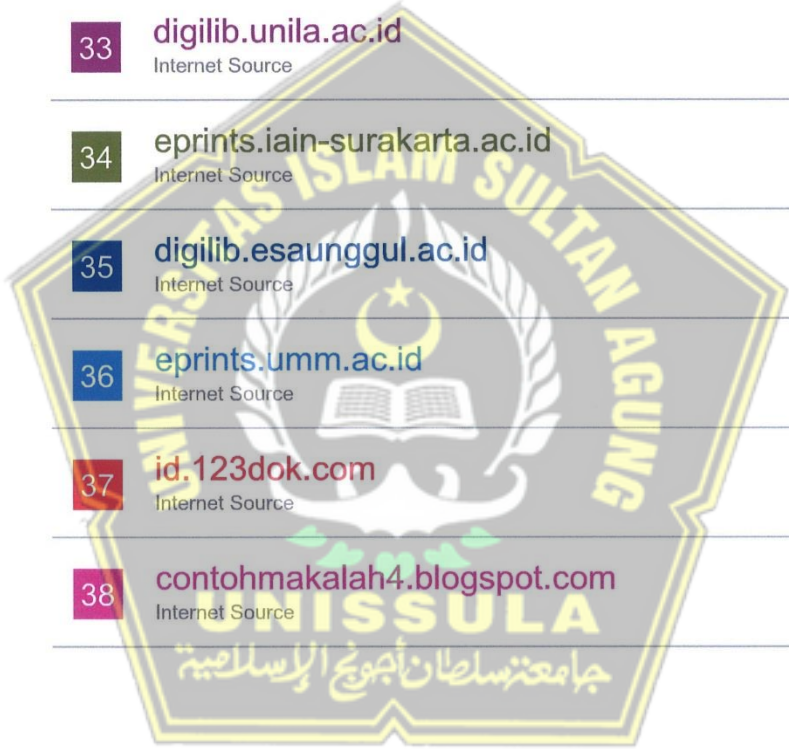 33 digilib.unila.ac.id
Internet Source
34 eprints.iain-surakarta.ac.id
Internet Source
35 digilib.esaunggul.ac.id
Internet Source
36 eprints.umm.ac.id
Internet Source
37 id.123dok.com
Internet Source
38 contohmakalah4.blogspot.com
Internet Source
UNIVERSITAS ISLAM SULTAN AGUNG
UNISSULA
جامعة سلطان أجونج الإسلامية